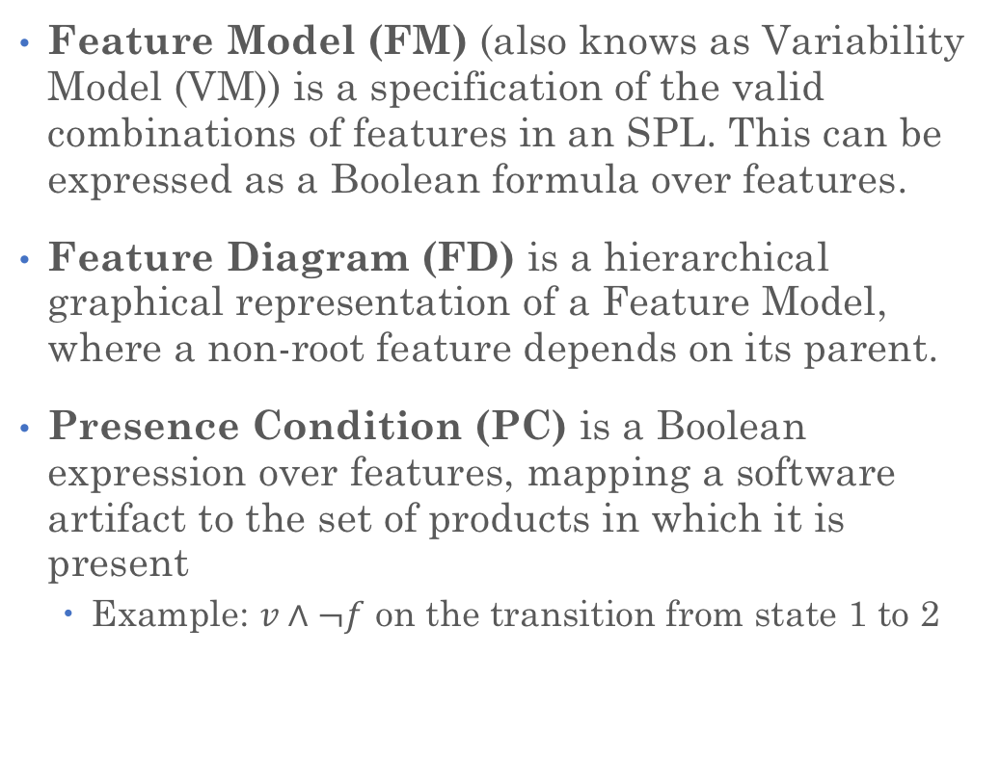 • Feature Model (FM) (also knows as Variability
Model (VM)) is a specification of the valid
combinations of features in an SPL. This can be
expressed as a Boolean formula over features.
• Feature Diagram (FD) is a hierarchical
graphical representation of a Feature Model,
where a non-root feature depends on its parent.
• Presence Condition (PC) is a Boolean
expression over features, mapping a software
artifact to the set of products in which it is
present
• Example: 𝑣 ∧ ¬𝑓 on the transition from state 1 to 2